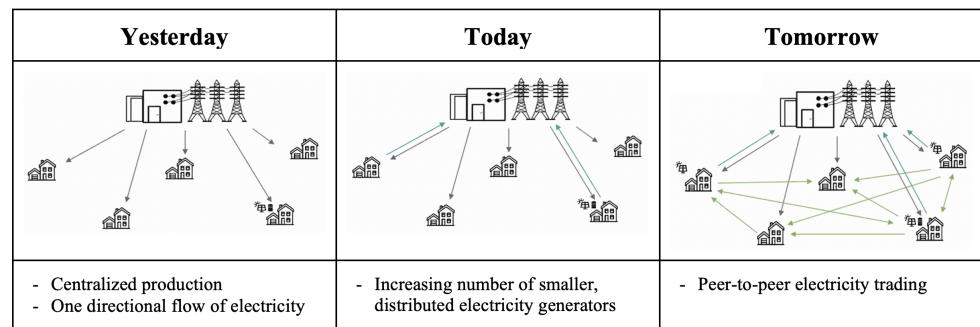 Yesterday
Today
Tomorrow
- Centralized production
- One directional flow of electricity
- Increasing number of smaller,
distributed electricity generators
- Peer-to-peer electricity trading